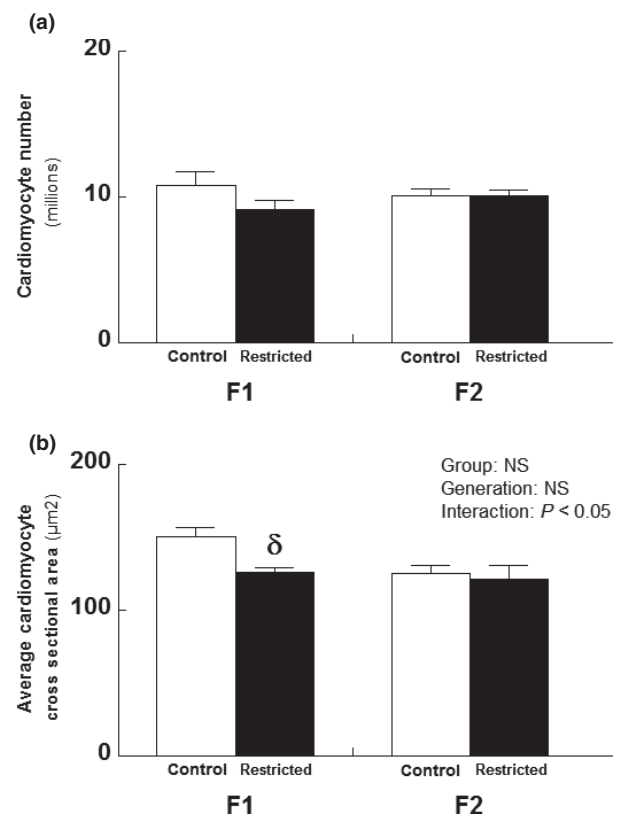 (a)
20
10
0
Cardiomyocyte number
(millions)
Control Restricted Control Restricted
F1 F2
(b)
200
100
0
Average cardiomyocyte
cross sectional area (µm2)
Group: NS
Generation: NS
Interaction: P < 0.05
δ
Control Restricted Control Restricted
F1 F2